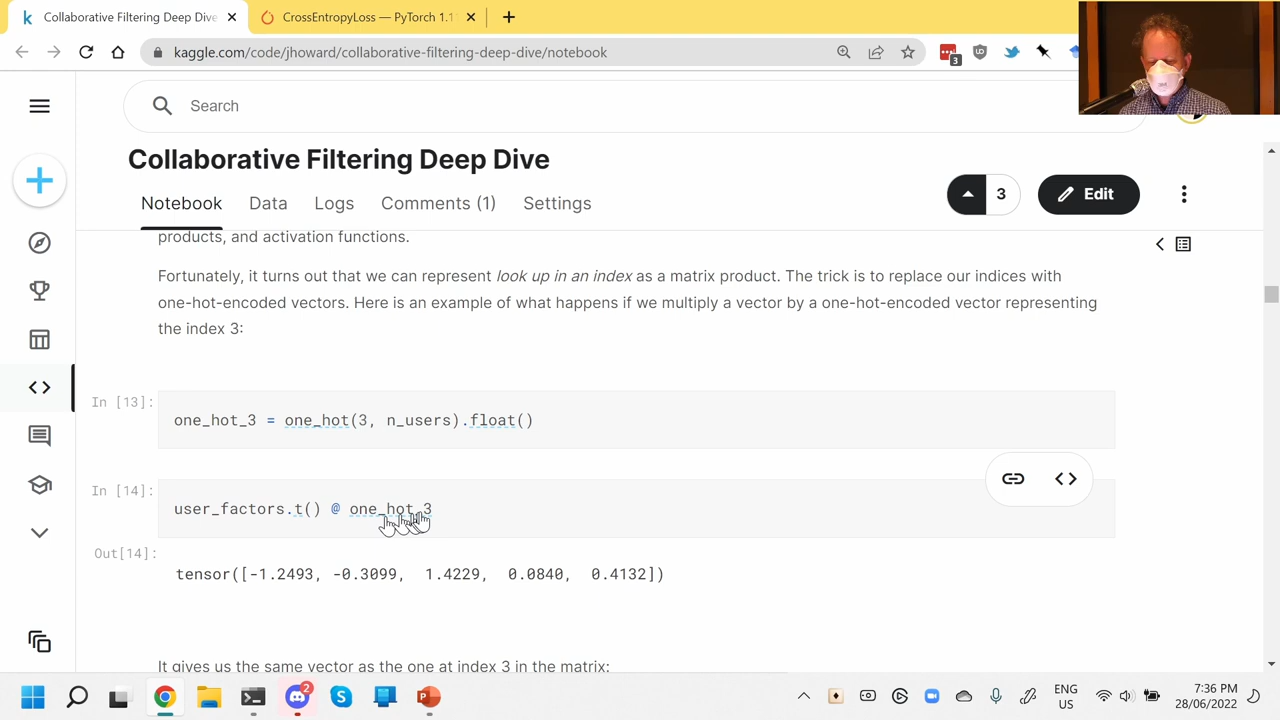 Collaborative Filtering Deep Dive
CrossEntropyLoss — PyTorch 1.1
kaggle.com/code/jhoward/collaborative-filtering-deep-dive/notebook
3
Search
Collaborative Filtering Deep Dive
3
Edit
Notebook
Data
Logs
Comments (1)
Settings
products, and activation functions.
Fortunately, it turns out that we can represent look up in an index as a matrix product. The trick is to replace our indices with
one-hot-encoded vectors. Here is an example of what happens if we multiply a vector by a one-hot-encoded vector representing
the index 3:
In [13]:
one_hot_3 = one_hot(3, n_users).float()
In [14]:
user_factors.t() @ one_hot_3
Out[14]:
tensor([-1.2493, -0.3099, 1.4229, 0.0840, 0.4132])
It gives us the same vector as the one at index 3 in the matrix:
2
ENG
US
7:36 PM
28/06/2022